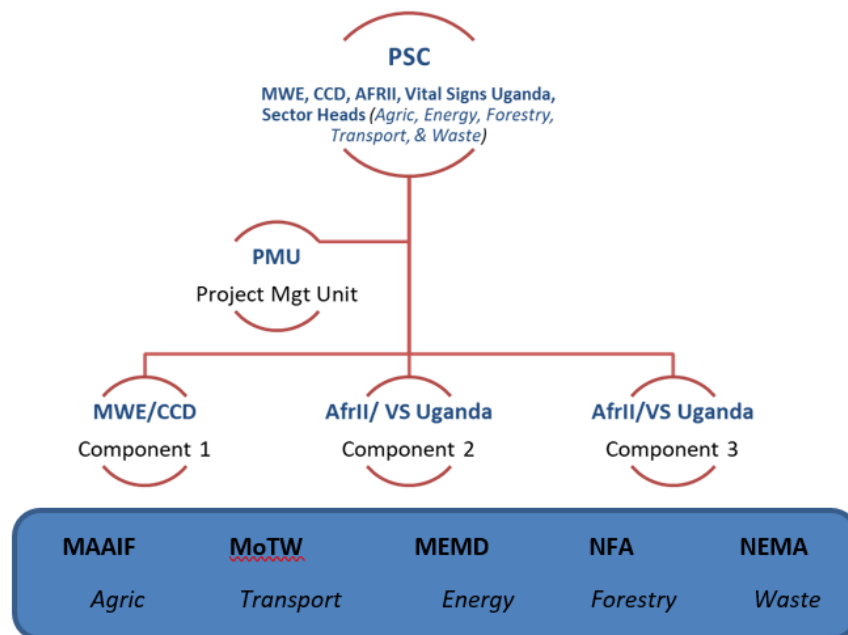 PSC
MWE, CCD, AFRII, Vital Signs Uganda,
Sector Heads (Agric, Energy, Forestry,
Transport, & Waste)
PMU
Project Mgt Unit
MWE/CCD
Component 1
AfrII/ VS Uganda
Component 2
AfrII/VS Uganda
Component 3
MAAIF MoTW MEMD NFA NEMA
Agric Transport Energy Forestry Waste